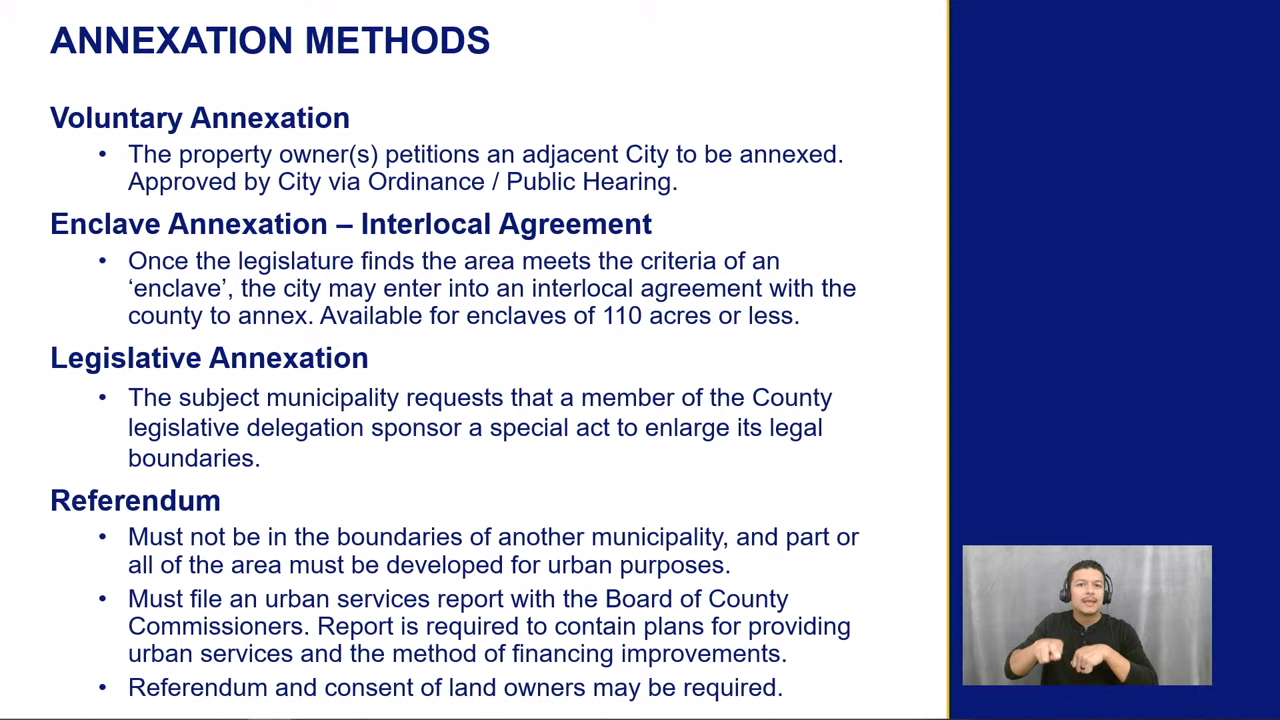 ANNEXATION METHODS
Voluntary Annexation
• The property owner(s) petitions an adjacent City to be annexed.
Approved by City via Ordinance / Public Hearing.
Enclave Annexation – Interlocal Agreement
• Once the legislature finds the area meets the criteria of an
‘enclave’, the city may enter into an interlocal agreement with the
county to annex. Available for enclaves of 110 acres or less.
Legislative Annexation
• The subject municipality requests that a member of the County
legislative delegation sponsor a special act to enlarge its legal
boundaries.
Referendum
• Must not be in the boundaries of another municipality, and part or
all of the area must be developed for urban purposes.
• Must file an urban services report with the Board of County
Commissioners. Report is required to contain plans for providing
urban services and the method of financing improvements.
• Referendum and consent of land owners may be required.